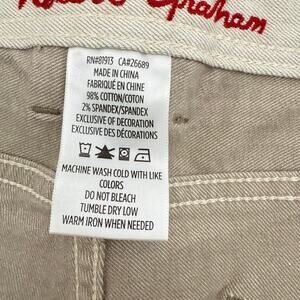 Robert Graham
RN#81913 CA#26689
MADE IN CHINA
FABRIQUÉ EN CHINE
98% COTTON/COTON
2% SPANDEX/SPANDEX
EXCLUSIVE OF DECORATION
EXCLUSIVE DES DÉCORATIONS
MACHINE WASH COLD WITH LIKE
COLORS
DO NOT BLEACH
TUMBLE DRY LOW
WARM IRON WHEN NEEDED